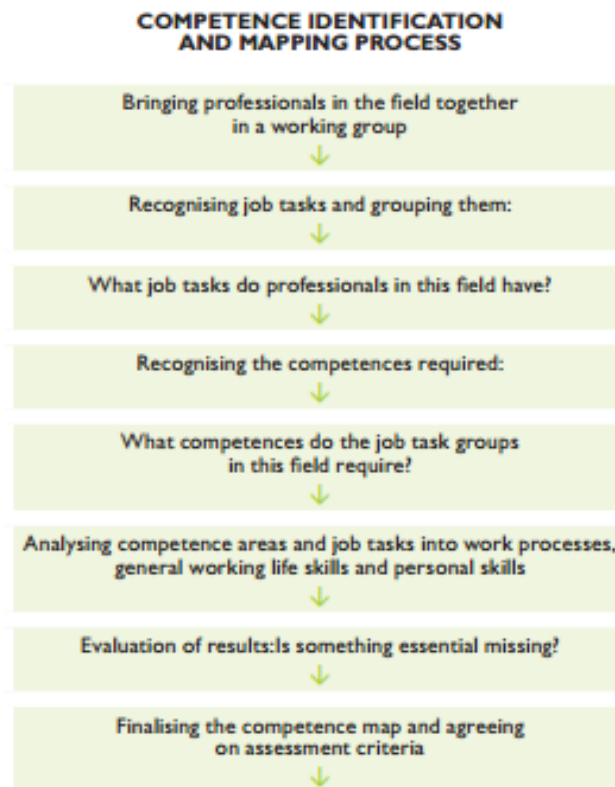 COMPETENCE IDENTIFICATION
AND MAPPING PROCESS
Bringing professionals in the field together
in a working group
↓
Recognising job tasks and grouping them:
↓
What job tasks do professionals in this field have?
↓
Recognising the competences required:
↓
What competences do the job task groups
in this field require?
↓
Analysing competence areas and job tasks into work processes,
general working life skills and personal skills
↓
Evaluation of results:Is something essential missing?
↓
Finalising the competence map and agreeing
on assessment criteria
↓